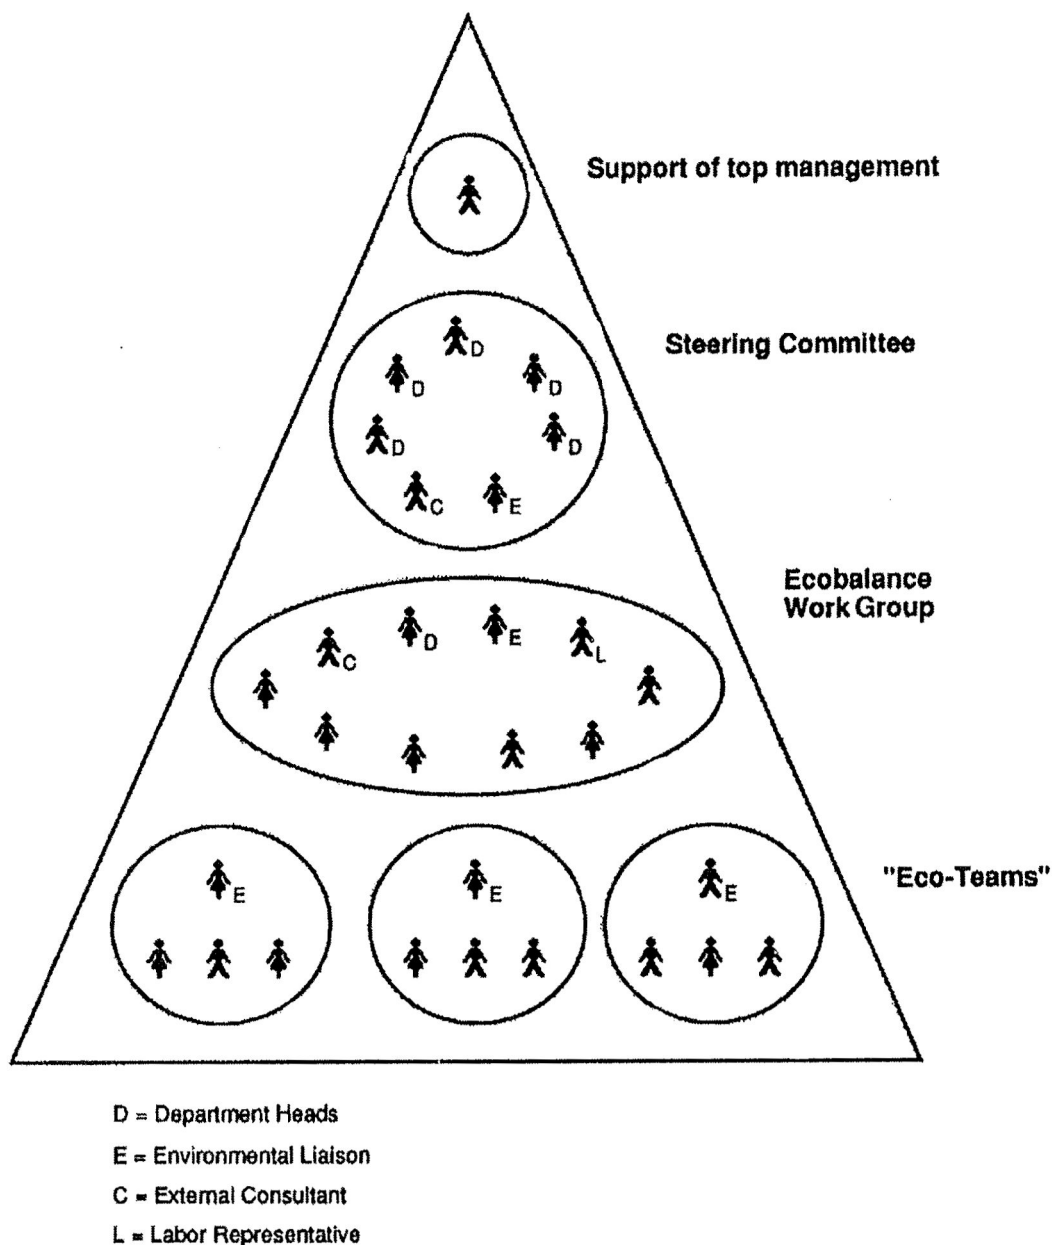 Support of top management
Steering Committee
D
D
D
D
D
C
E
Ecobalance
Work Group
D
E
C
L
"Eco-Teams"
E
E
E
D = Department Heads
E = Environmental Liaison
C = External Consultant
L = Labor Representative